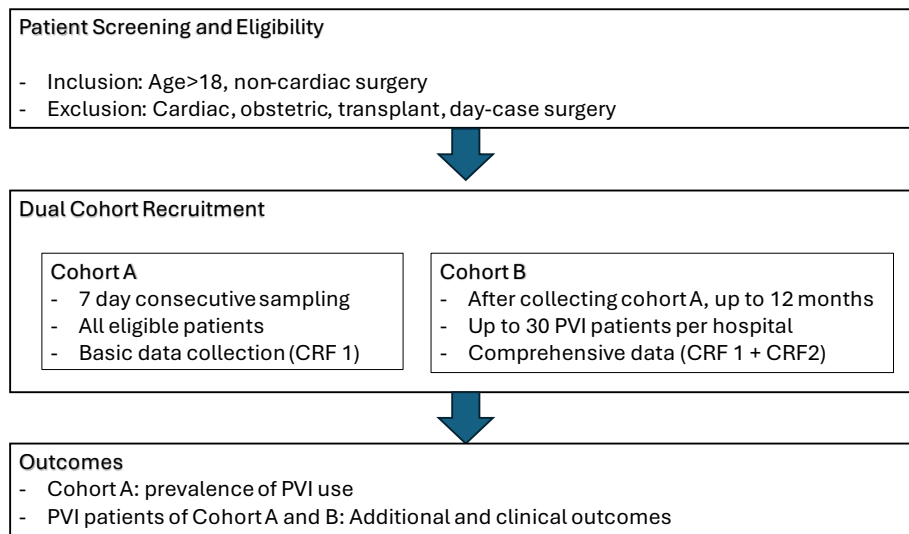 Patient Screening and Eligibility
- Inclusion: Age>18, non-cardiac surgery
- Exclusion: Cardiac, obstetric, transplant, day-case surgery
Dual Cohort Recruitment
Cohort A
- 7 day consecutive sampling
- All eligible patients
- Basic data collection (CRF 1)
Cohort B
- After collecting cohort A, up to 12 months
- Up to 30 PVI patients per hospital
- Comprehensive data (CRF 1 + CRF2)
Outcomes
- Cohort A: prevalence of PVI use
- PVI patients of Cohort A and B: Additional and clinical outcomes